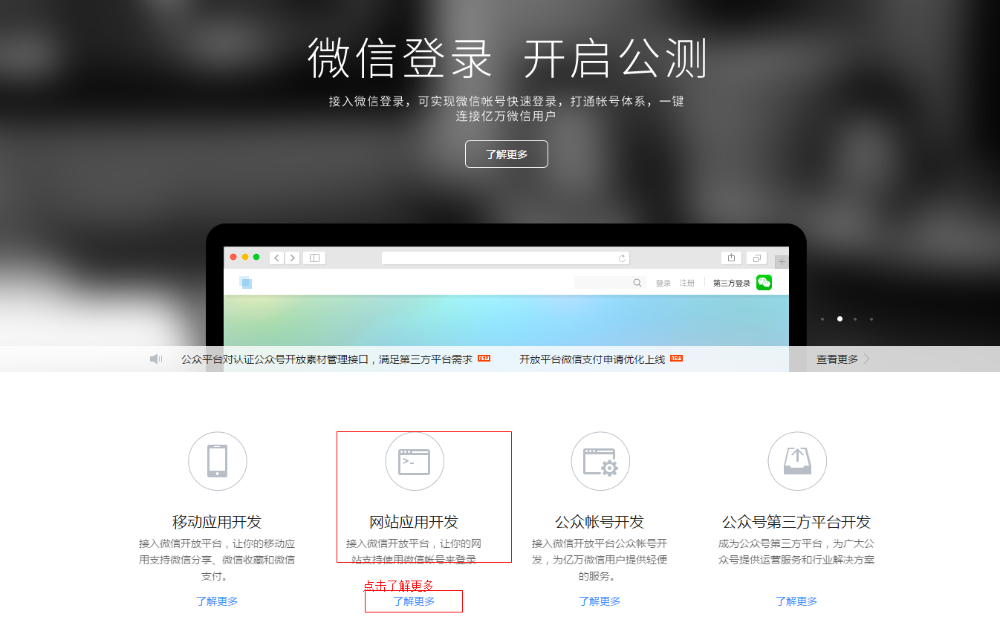 微信登录 开启公测
接入微信登录，可实现微信帐号快速登录，打通帐号体系，一键
连接亿万微信用户
了解更多
登录 注册 第三方登录
公众平台对认证公众号开放素材管理接口，满足第三方平台需求 NEW 开放平台微信支付申请优化上线 NEW 查看更多
移动应用开发
接入微信开放平台，让你的移动应
用支持微信分享、微信收藏和微信
支付。
了解更多
网站应用开发
接入微信开放平台，让你的网
站支持使用微信帐号来登录
点击了解更多
了解更多
公众帐号开发
接入微信开放平台公众帐号开
发，为亿万微信用户提供轻便
的服务。
了解更多
公众号第三方平台开发
成为公众号第三方平台，为广大公
众号提供运营服务和行业解决方案
了解更多